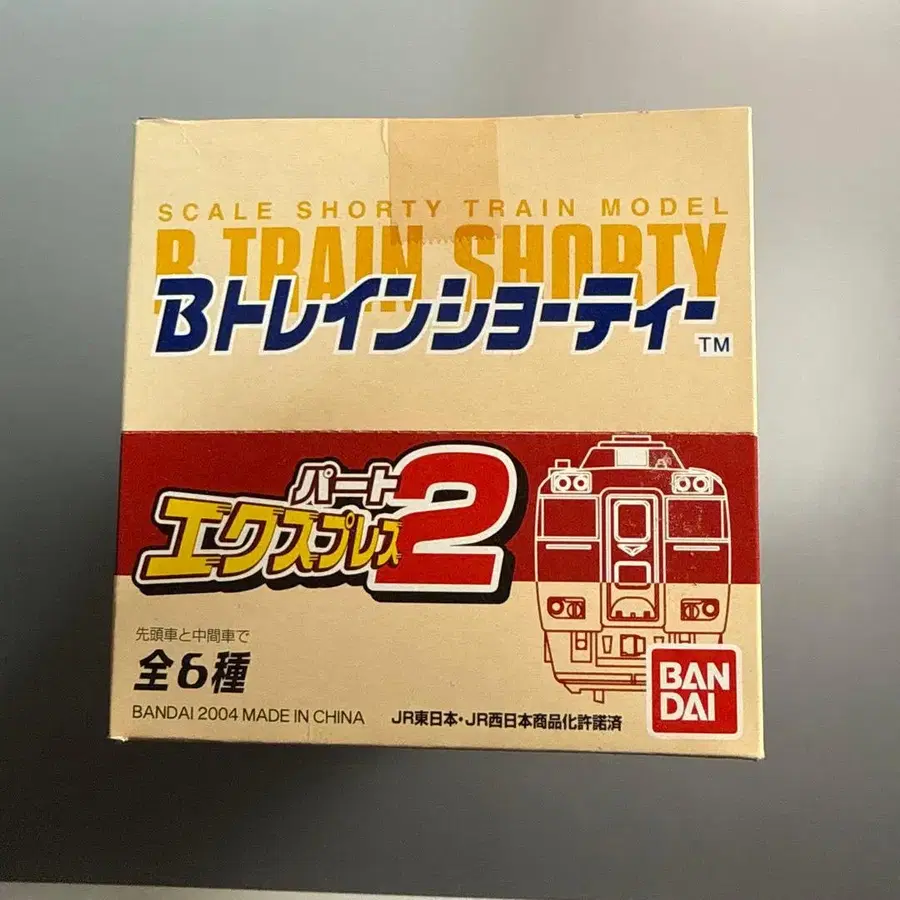 SCALE SHORTY TRAIN MODEL
B TRAIN SHORTY
Bトレインショーティー™
パート2
エクスプレス
先頭車と中間車で
全6種
BANDAI 2004 MADE IN CHINA JR東日本・JR西日本商品化許諾済
BAN
DAI